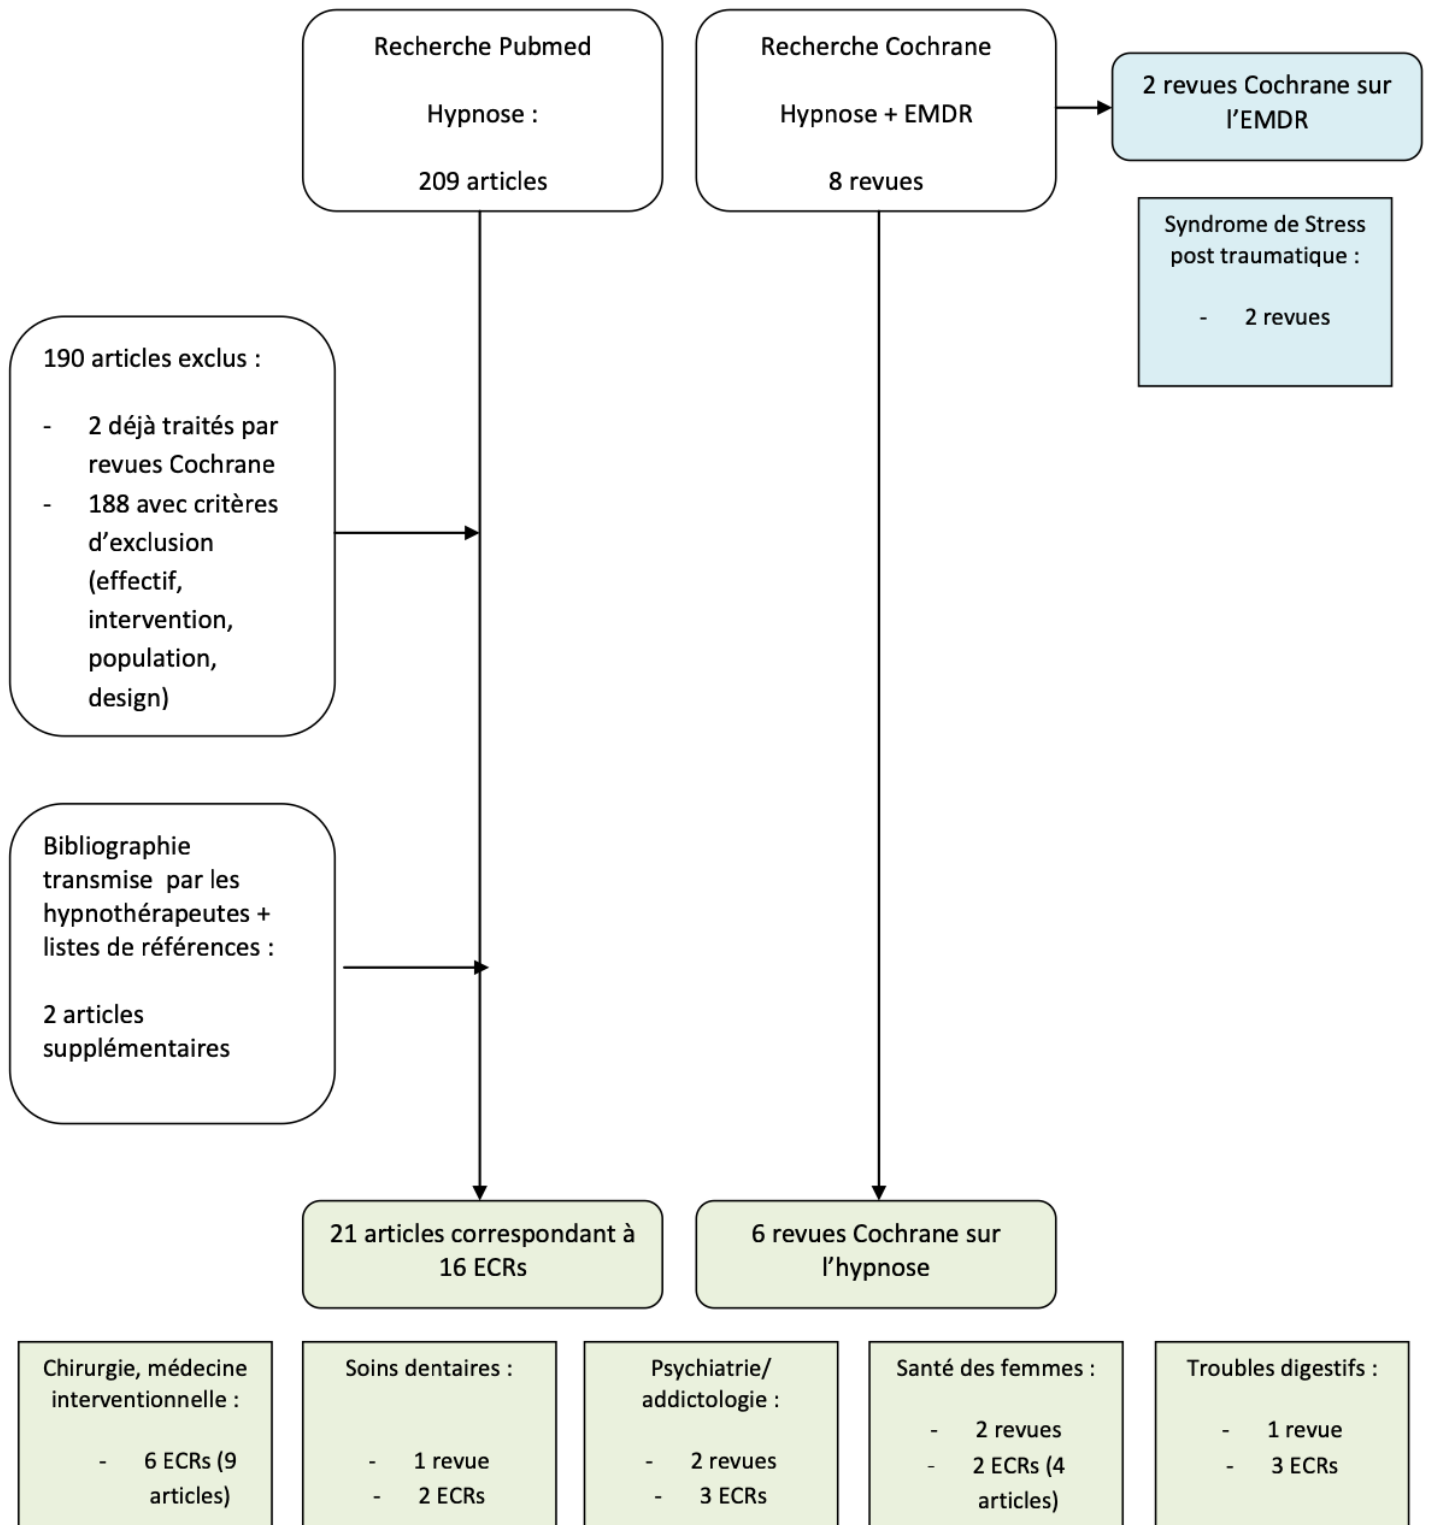 Recherche Pubmed
Hypnose :
209 articles
Recherche Cochrane
Hypnose + EMDR
8 revues
2 revues Cochrane sur
l’EMDR
Syndrome de Stress
post traumatique :
- 2 revues
190 articles exclus :
- 2 déjà traités par
revues Cochrane
- 188 avec critères
d’exclusion
(effectif,
intervention,
population,
design)
Bibliographie
transmise par les
hypnothérapeutes +
listes de références :
2 articles
supplémentaires
21 articles correspondant à
16 ECRs
6 revues Cochrane sur
l’hypnose
Chirurgie, médecine
interventionnelle :
- 6 ECRs (9
articles)
Soins dentaires :
- 1 revue
- 2 ECRs
Psychiatrie/
addictologie :
- 2 revues
- 3 ECRs
Santé des femmes :
- 2 revues
- 2 ECRs (4
articles)
Troubles digestifs :
- 1 revue
- 3 ECRs